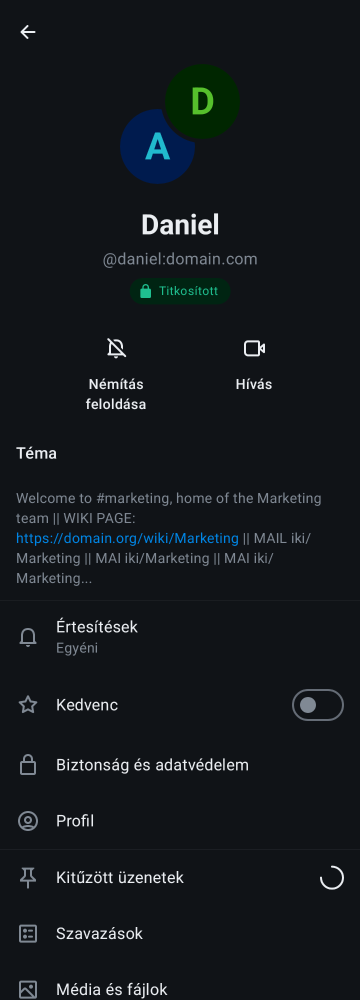 D
A
Daniel
@daniel:domain.com
Titkosított
Némítás
feloldása
Hívás
Téma
Welcome to #marketing, home of the Marketing
team || WIKI PAGE:
https://domain.org/wiki/Marketing || MAIL iki/
Marketing || MAI iki/Marketing || MAI iki/
Marketing...
Értesítések
Egyéni
Kedvenc
Biztonság és adatvédelem
Profil
Kitűzött üzenetek
Szavazások
Média és fájlok